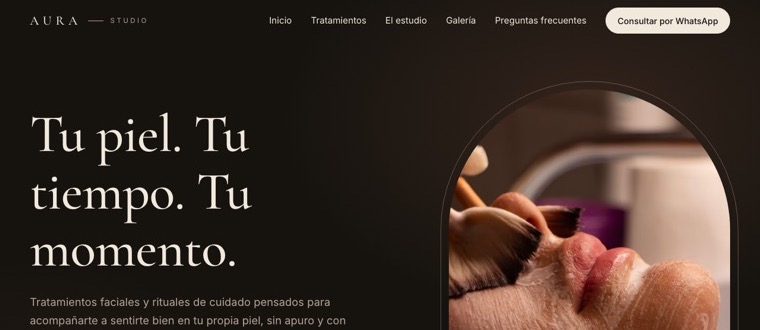 AURA — STUDIO
Inicio Tratamientos El estudio Galería Preguntas frecuentes Consultar por WhatsApp
Tu piel. Tu
tiempo. Tu
momento.
Tratamientos faciales y rituales de cuidado pensados para
acompañarte a sentirte bien en tu propia piel, sin apuro y con